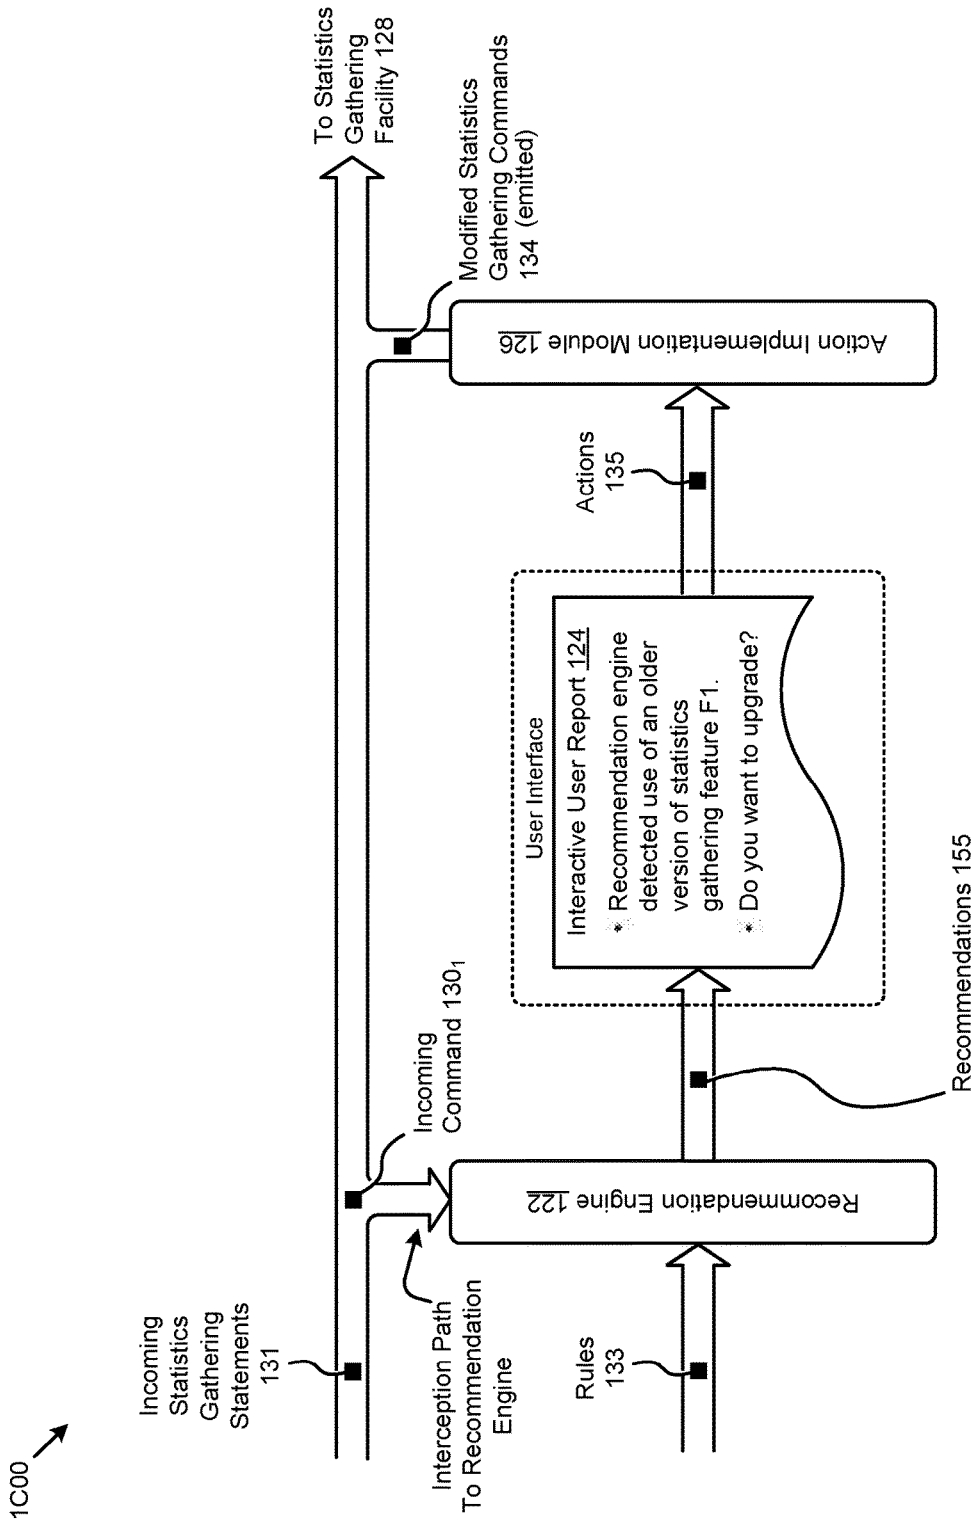 1C00
Incoming
Statistics
Gathering
Statements
131
Incoming
Command 130₁
Interception Path
To Recommendation
Engine
To Statistics
Gathering
Facility 128
Modified Statistics
Gathering Commands
134 (emitted)
Rules
133
Recommendation Engine 122
Recommendations 155
User Interface
Interactive User Report 124
* Recommendation engine
detected use of an older
version of statistics
gathering feature F1.
* Do you want to upgrade?
Actions
135
Action Implementation Module 126